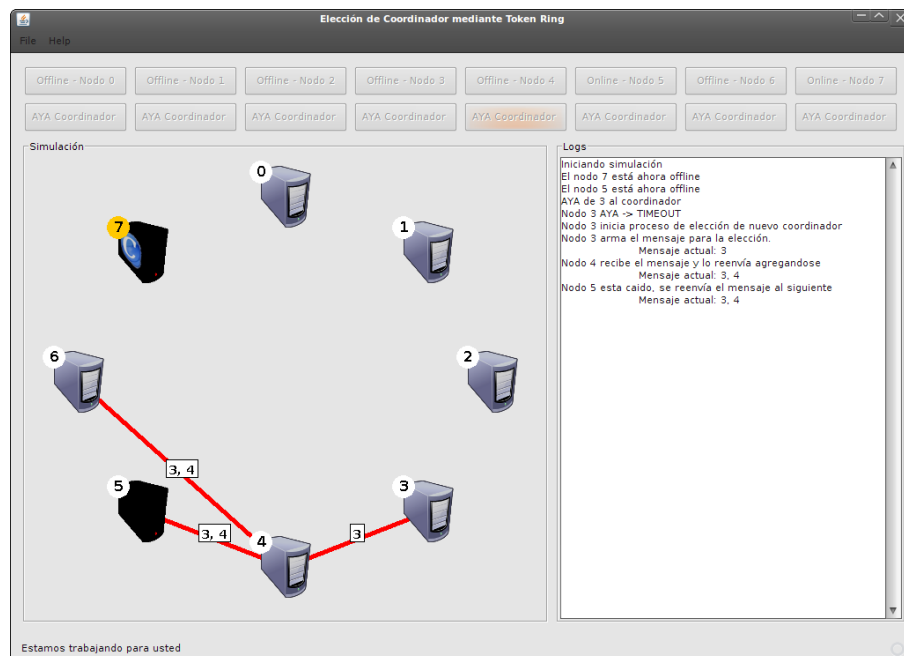 Elección de Coordinador mediante Token Ring
File Help
Offline - Nodo 0 Offline - Nodo 1 Offline - Nodo 2 Offline - Nodo 3 Offline - Nodo 4 Online - Nodo 5 Offline - Nodo 6 Online - Nodo 7
AYA Coordinador AYA Coordinador AYA Coordinador AYA Coordinador AYA Coordinador AYA Coordinador AYA Coordinador AYA Coordinador
Simulación
0
7
1
6
2
3, 4
5
3
3, 4
4
3
Logs
Iniciando simulación
El nodo 7 está ahora offline
El nodo 5 está ahora offline
AYA de 3 al coordinador
Nodo 3 AYA -> TIMEOUT
Nodo 3 inicia proceso de elección de nuevo coordinador
Nodo 3 arma el mensaje para la elección.
Mensaje actual: 3
Nodo 4 recibe el mensaje y lo reenvía agregandose
Mensaje actual: 3, 4
Nodo 5 esta caido, se reenvía el mensaje al siguiente
Mensaje actual: 3, 4
Estamos trabajando para usted